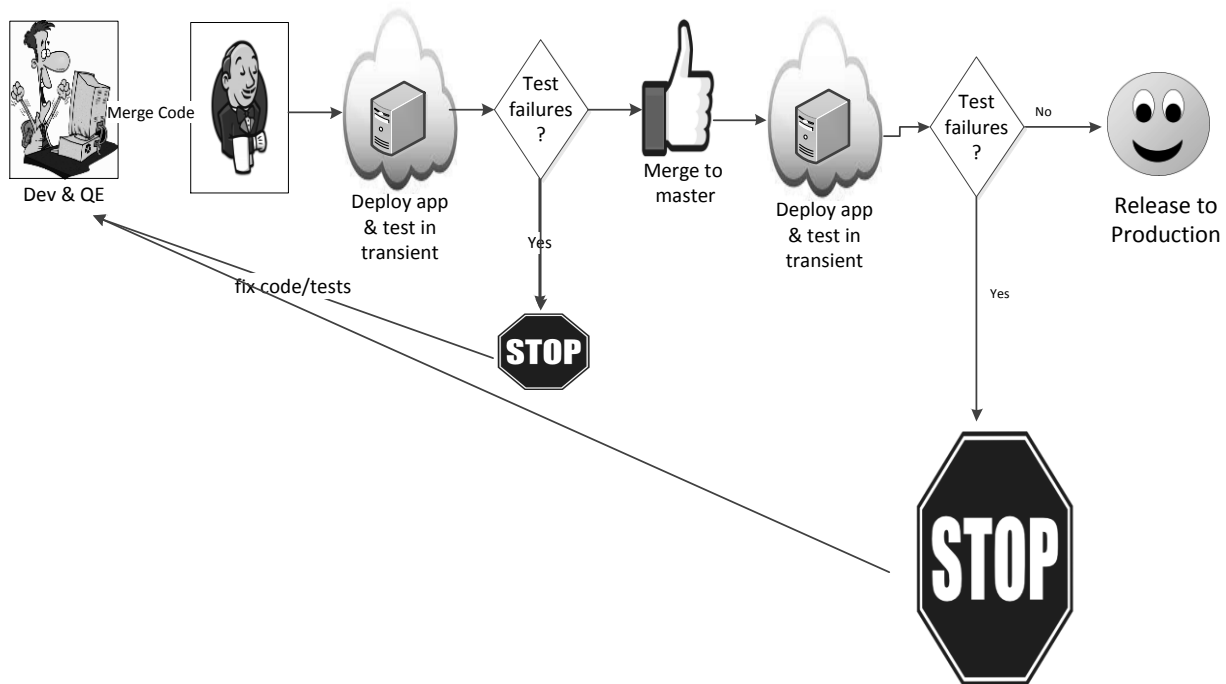 Merge Code
Dev & QE
Deploy app
& test in
transient
Test
failures
?
Yes
STOP
fix code/tests
Merge to
master
Deploy app
& test in
transient
Test
failures
?
No
Yes
STOP
Release to
Production